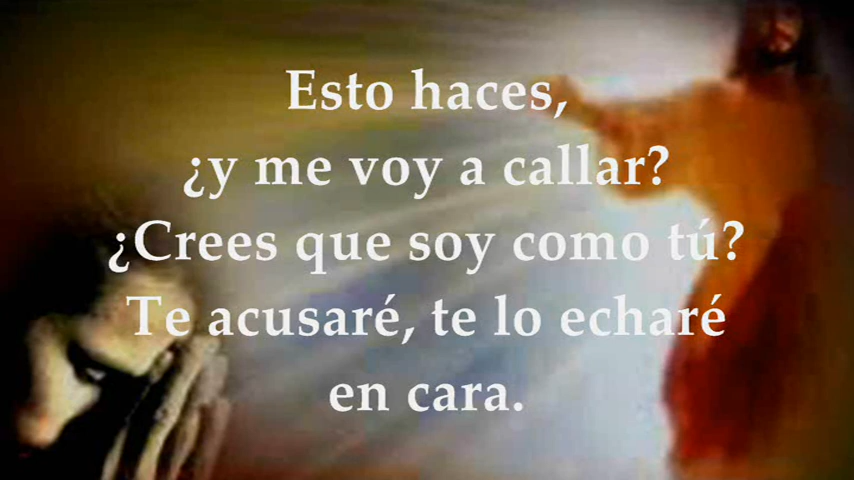 Esto haces,
¿y me voy a callar?
¿Crees que soy como tú?
Te acusaré, te lo echaré
en cara.